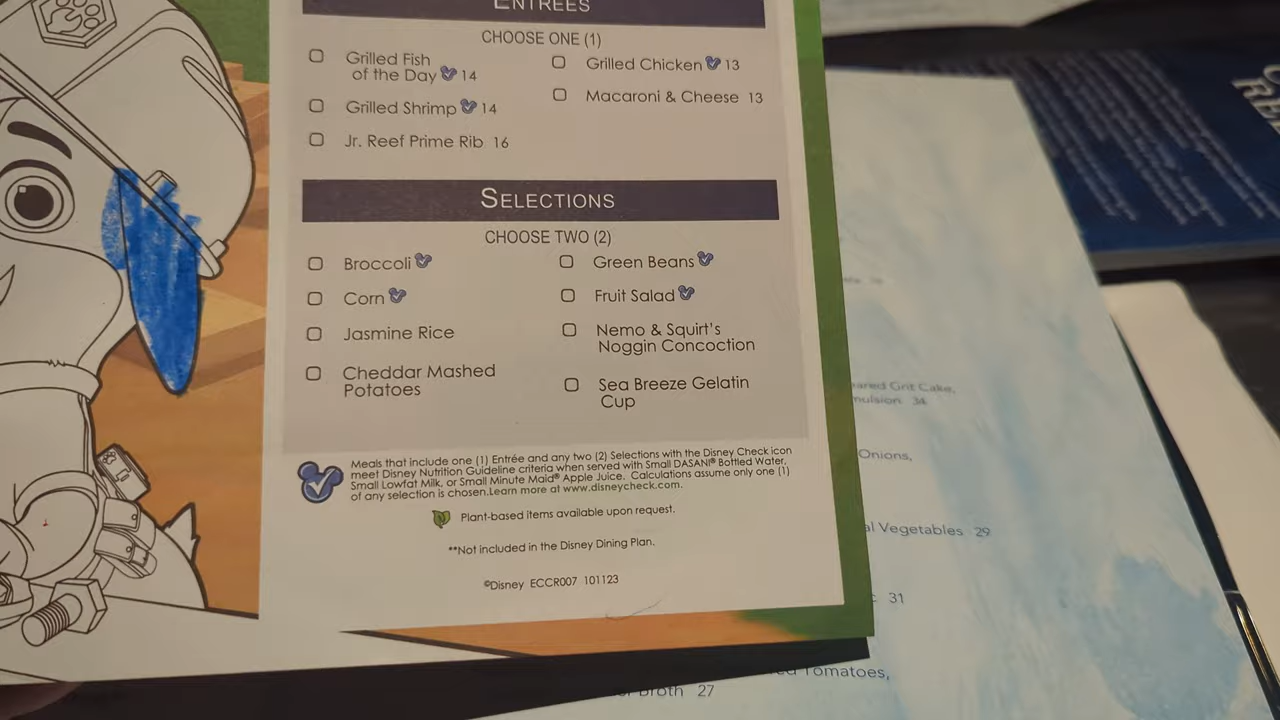 ENTRÉES
CHOOSE ONE (1)
Grilled Fish
of the Day 14
Grilled Shrimp 14
Jr. Reef Prime Rib 16
Grilled Chicken 13
Macaroni & Cheese 13
SELECTIONS
CHOOSE TWO (2)
Broccoli
Corn
Jasmine Rice
Cheddar Mashed
Potatoes
Green Beans
Fruit Salad
Nemo & Squirt's
Noggin Concoction
Sea Breeze Gelatin
Cup
Meals that include one (1) Entrée and any two (2) Selections with the Disney Check icon
meet Disney Nutrition Guideline criteria when served with Small DASANI® Bottled Water,
Small Lowfat Milk, or Small Minute Maid® Apple Juice. Calculations assume only one (1)
of any selection is chosen.Learn more at www.disneycheck.com.
Plant-based items available upon request.
**Not included in the Disney Dining Plan.
©Disney ECCR007 101123
Grit Cake,
34
Onions,
Vegetables 29
31
Tomatoes,
Broth 27